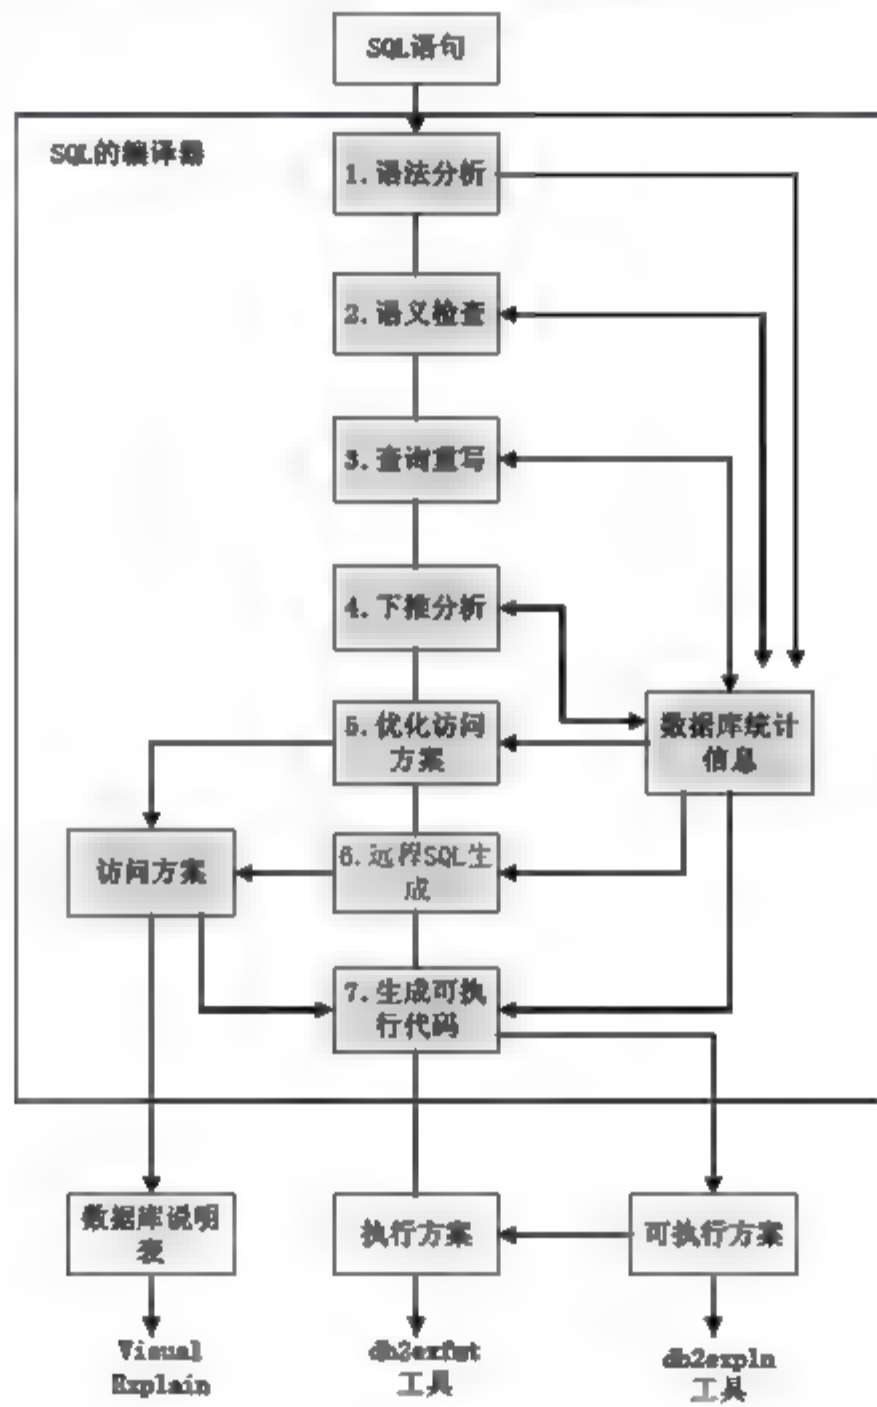 SQL语句
SQL的编译器
1.语法分析
2.语义检查
3.查询重写
4.下推分析
5.优化访问
方案
数据库统计
信息
访问方案
6.远程SQL生
成
7.生成可执
行代码
数据库说明
表
执行方案
可执行方案
Visual
Explain
db2exfmt
工具
db2expln
工具